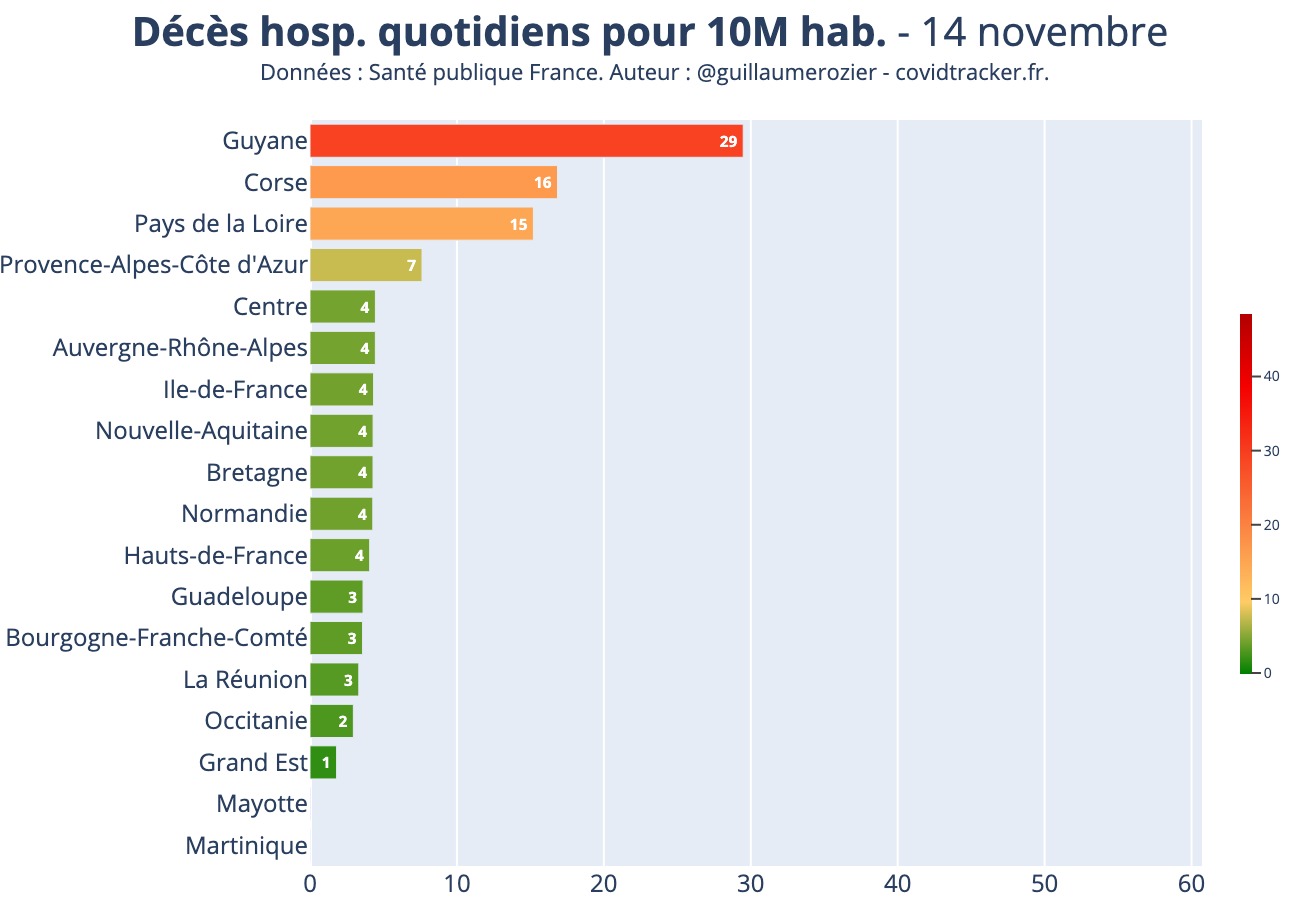 Décès hosp. quotidiens pour 10M hab. - 14 novembre
Données : Santé publique France. Auteur : @guillaumerozier - covidtracker.fr.
Guyane 29
Corse 16
Pays de la Loire 15
Provence-Alpes-Côte d'Azur 7
Centre 4
Auvergne-Rhône-Alpes 4
Ile-de-France 4
Nouvelle-Aquitaine 4
Bretagne 4
Normandie 4
Hauts-de-France 4
Guadeloupe 3
Bourgogne-Franche-Comté 3
La Réunion 3
Occitanie 2
Grand Est 1
Mayotte
Martinique
0 10 20 30 40 50 60
40
30
20
10
0